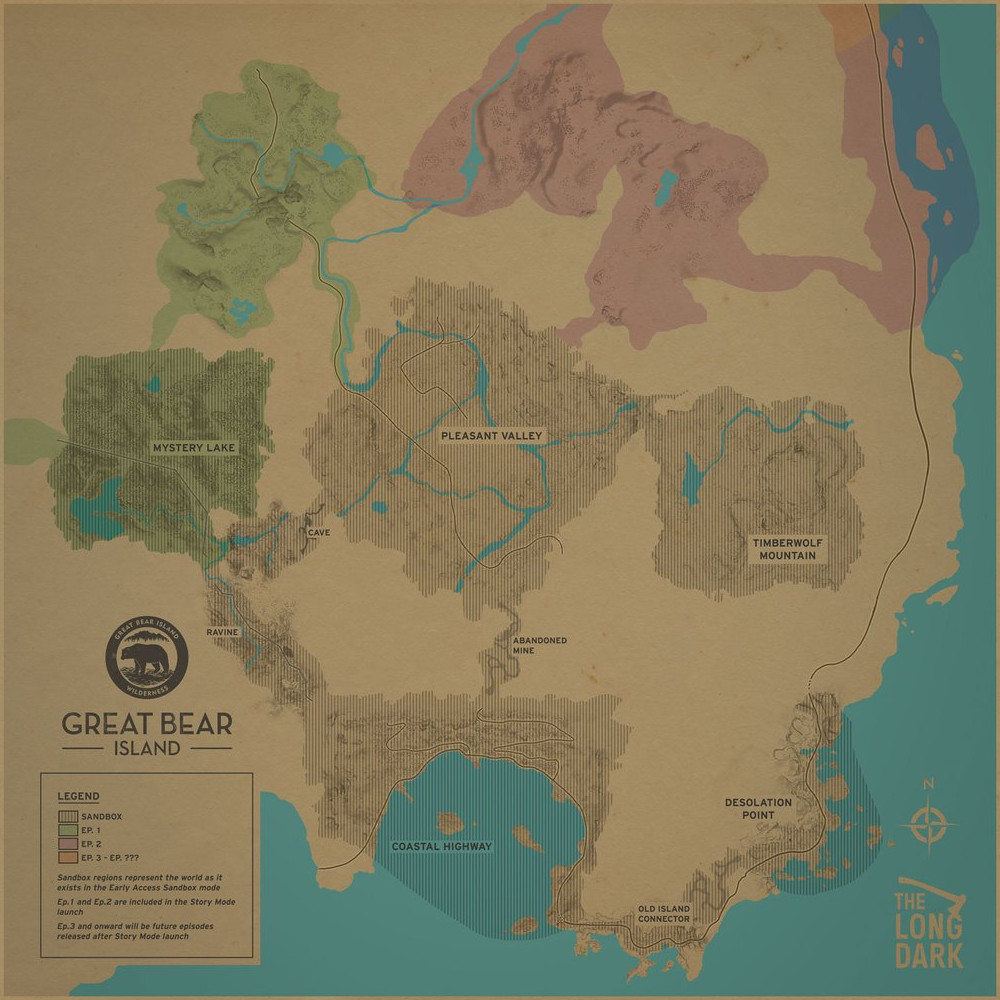 MYSTERY LAKE
PLEASANT VALLEY
CAVE
TIMBERWOLF
MOUNTAIN
RAVINE
ABANDONED
MINE
GREAT BEAR ISLAND
WILDERNESS
GREAT BEAR
ISLAND
LEGEND
SANDBOX
EP. 1
EP. 2
EP. 3 - EP. ???
Sandbox regions represent the world as it
exists in the Early Access Sandbox mode
Ep.1 and Ep.2 are included in the Story Mode
launch
Ep.3 and onward will be future episodes
released after Story Mode launch
COASTAL HIGHWAY
DESOLATION
POINT
OLD ISLAND
CONNECTOR
N
THE
LONG
DARK